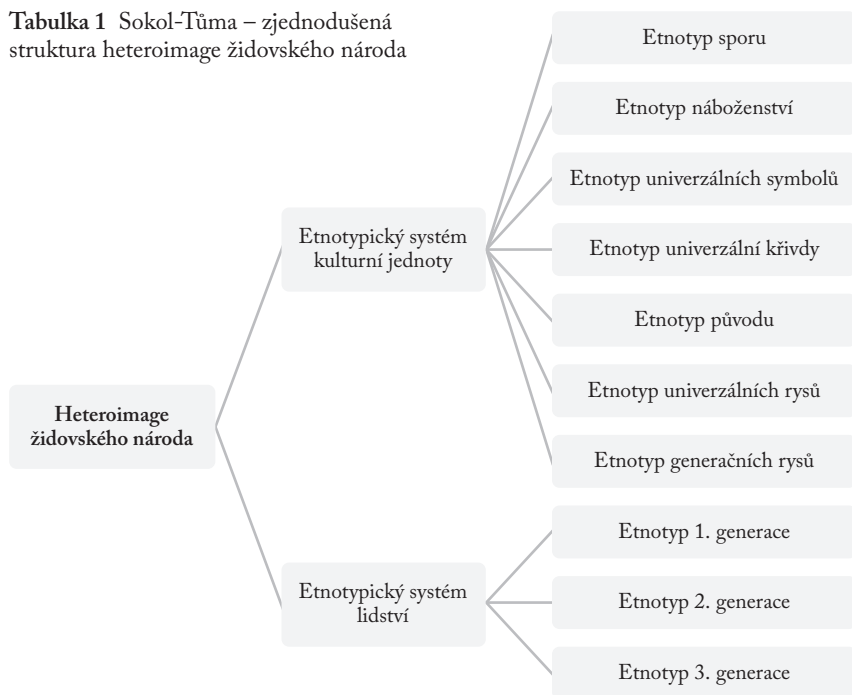 Tabulka 1 Sokol-Tůma – zjednodušená
struktura heteroimage židovského národa
Heteroimage
židovského národa
Etnotypický systém
kulturní jednoty
Etnotyp sporu
Etnotyp náboženství
Etnotyp univerzálních symbolů
Etnotyp univerzální křivdy
Etnotyp původu
Etnotyp univerzálních rysů
Etnotyp generačních rysů
Etnotypický systém
lidství
Etnotyp 1. generace
Etnotyp 2. generace
Etnotyp 3. generace